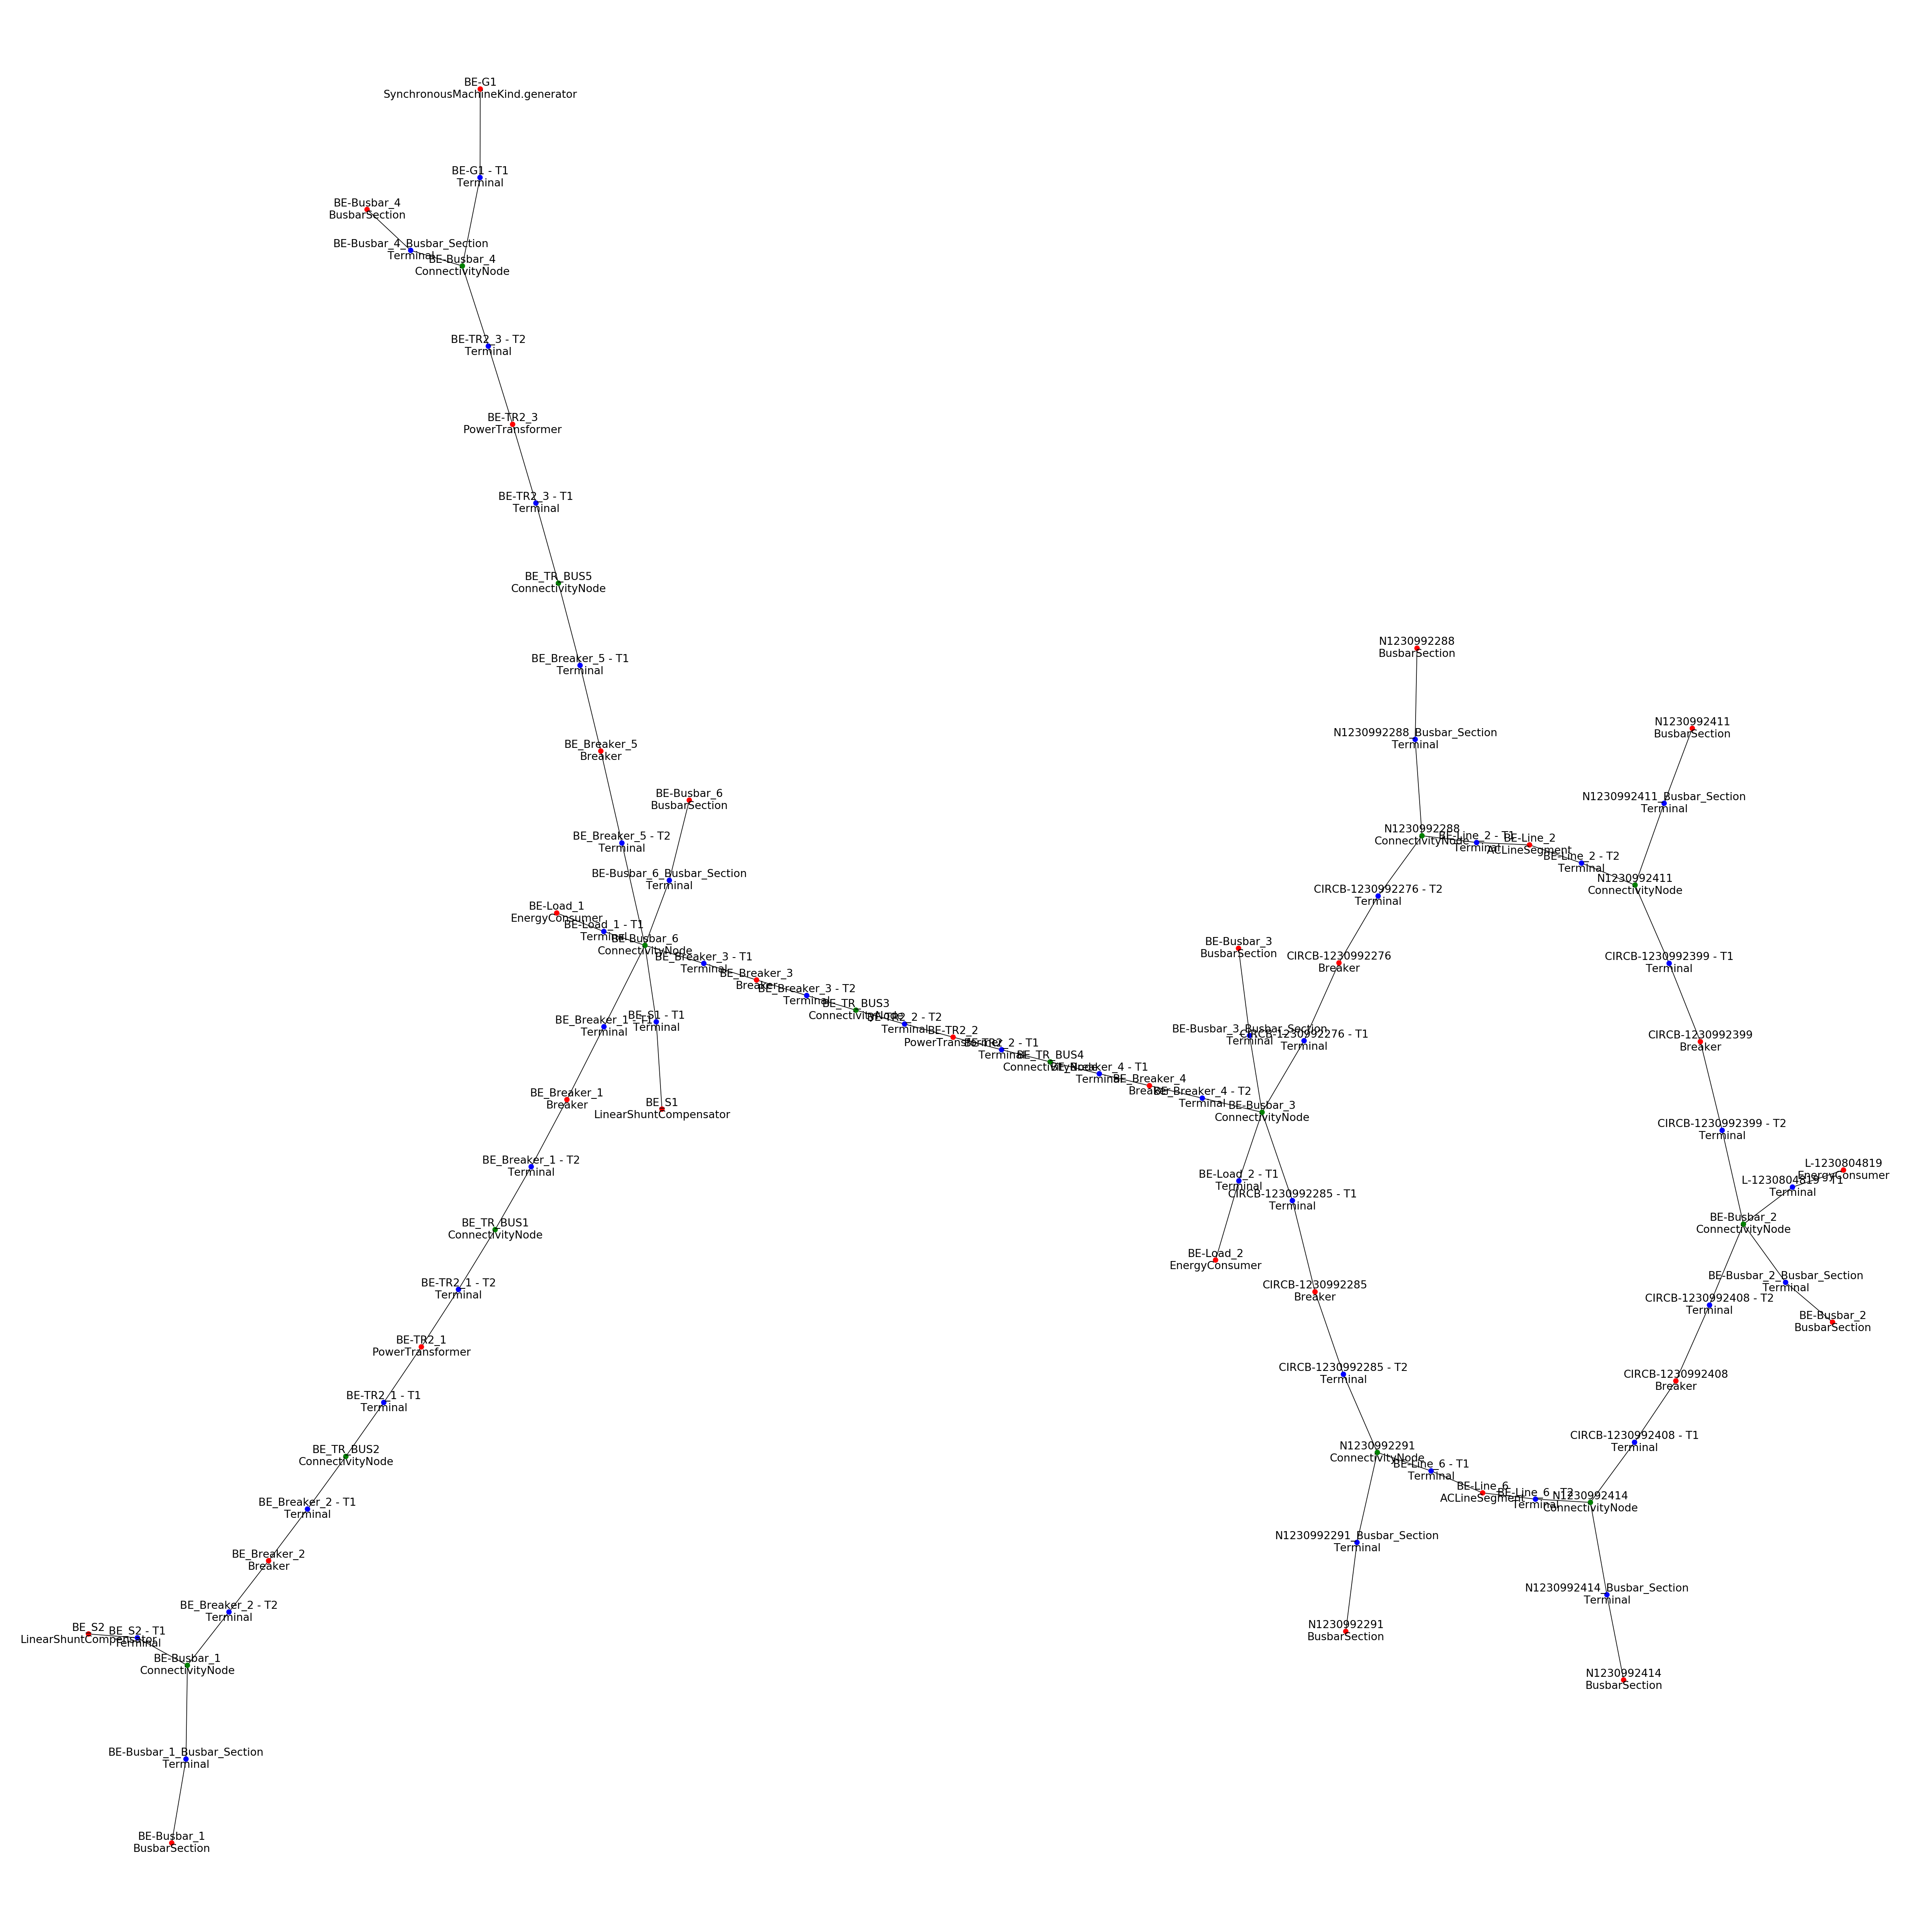 BE-G1
SynchronousMachineKind.generator
BE-G1 - T1
Terminal
BE-Busbar_4
BusbarSection
BE-Busbar_4_Busbar_Section
Terminal
BE-Busbar_4
ConnectivityNode
BE-TR2_3 - T2
Terminal
BE-TR2_3
PowerTransformer
BE-TR2_3 - T1
Terminal
BE_TR_BUS5
ConnectivityNode
BE_Breaker_5 - T1
Terminal
BE_Breaker_5
Breaker
BE-Busbar_6
BusbarSection
BE_Breaker_5 - T2
Terminal
BE-Busbar_6_Busbar_Section
Terminal
BE-Load_1
EnergyConsumer
BE-Load_1 - T1
Terminal
BE-Busbar_6
ConnectivityNode
BE_Breaker_3 - T1
Terminal
BE_Breaker_3
Breaker
BE_Breaker_3 - T2
Terminal
BE_TR_BUS3
ConnectivityNode
BE-TR2_2 - T2
Terminal
BE-TR2_2
PowerTransformer
BE-TR2_2 - T1
Terminal
BE_TR_BUS4
ConnectivityNode
BE_Breaker_4 - T1
Terminal
BE_Breaker_4
Breaker
BE_Breaker_4 - T2
Terminal
BE-Busbar_3
ConnectivityNode
BE_Breaker_1 - T1
Terminal
BE_S1 - T1
Terminal
BE_Breaker_1
Breaker
BE_S1
LinearShuntCompensator
BE_Breaker_1 - T2
Terminal
BE_TR_BUS1
ConnectivityNode
BE-TR2_1 - T2
Terminal
BE-TR2_1
PowerTransformer
BE-TR2_1 - T1
Terminal
BE_TR_BUS2
ConnectivityNode
BE_Breaker_2 - T1
Terminal
BE_Breaker_2
Breaker
BE_Breaker_2 - T2
Terminal
BE_S2
LinearShuntCompensator
BE_S2 - T1
Terminal
BE-Busbar_1
ConnectivityNode
BE-Busbar_1_Busbar_Section
Terminal
BE-Busbar_1
BusbarSection
N1230992288
BusbarSection
N1230992288_Busbar_Section
Terminal
N1230992288
ConnectivityNode
BE-Line_2 - T1
Terminal
BE-Line_2
ACLineSegment
BE-Line_2 - T2
Terminal
N1230992411
ConnectivityNode
N1230992411
BusbarSection
N1230992411_Busbar_Section
Terminal
CIRCB-1230992276 - T2
Terminal
CIRCB-1230992276
Breaker
CIRCB-1230992276 - T1
Terminal
BE-Busbar_3
BusbarSection
BE-Busbar_3_Busbar_Section
Terminal
CIRCB-1230992399 - T1
Terminal
CIRCB-1230992399
Breaker
CIRCB-1230992399 - T2
Terminal
L-1230804819
EnergyConsumer
L-1230804819 - T1
Terminal
BE-Busbar_2
ConnectivityNode
BE-Busbar_2_Busbar_Section
Terminal
BE-Busbar_2
BusbarSection
BE-Load_2 - T1
Terminal
CIRCB-1230992285 - T1
Terminal
BE-Load_2
EnergyConsumer
CIRCB-1230992285
Breaker
CIRCB-1230992285 - T2
Terminal
CIRCB-1230992408 - T2
Terminal
CIRCB-1230992408
Breaker
CIRCB-1230992408 - T1
Terminal
N1230992291
ConnectivityNode
BE-Line_6 - T1
Terminal
BE-Line_6
ACLineSegment
BE-Line_6 - T2
Terminal
N1230992414
ConnectivityNode
N1230992291_Busbar_Section
Terminal
N1230992291
BusbarSection
N1230992414_Busbar_Section
Terminal
N1230992414
BusbarSection